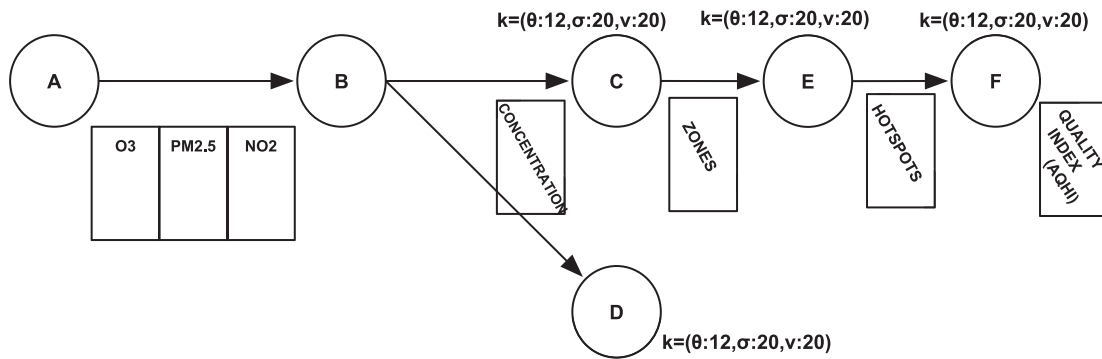 k=(θ:12,σ:20,ν:20)
k=(θ:12,σ:20,ν:20)
k=(θ:12,σ:20,ν:20)
A
B
C
E
F
O3
PM2.5
NO2
CONCENTRATION
ZONES
HOTSPOTS
QUALITY
INDEX
(AQHI)
D
k=(θ:12,σ:20,ν:20)